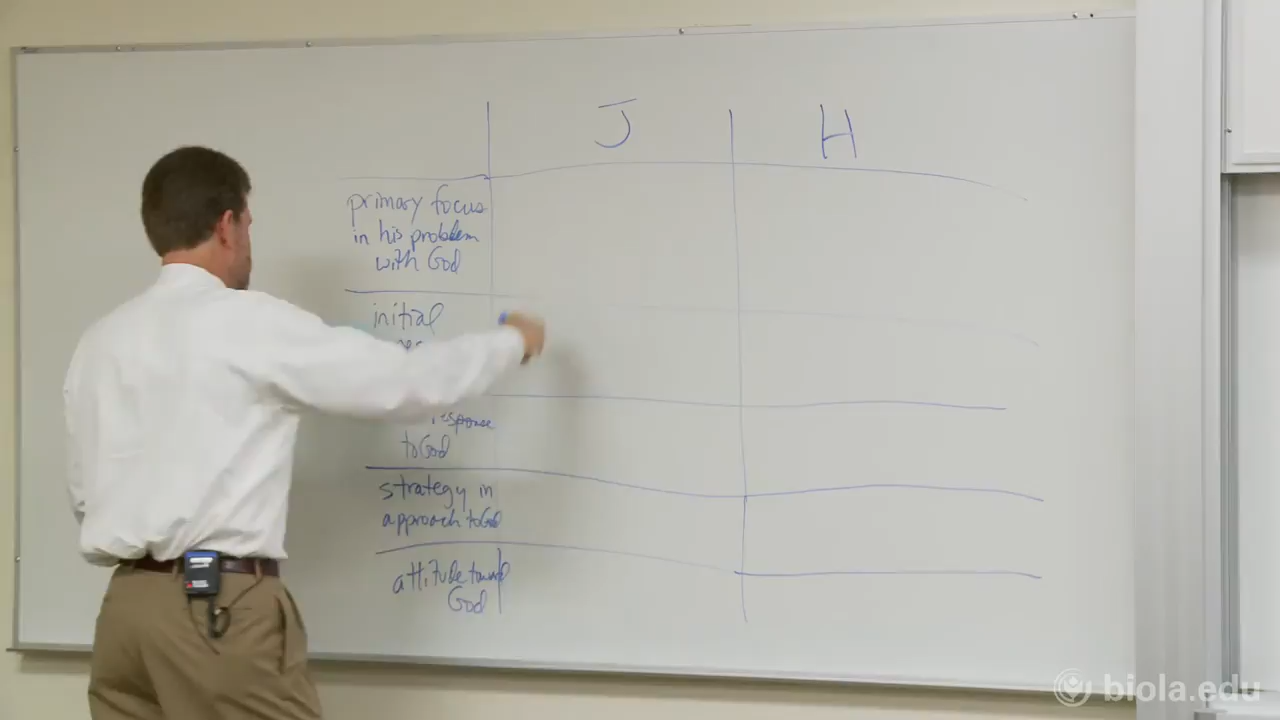 J H
primary focus
in his problem
with God
initial
response
to God
strategy in
approach to God
attitude toward
God
biola.edu